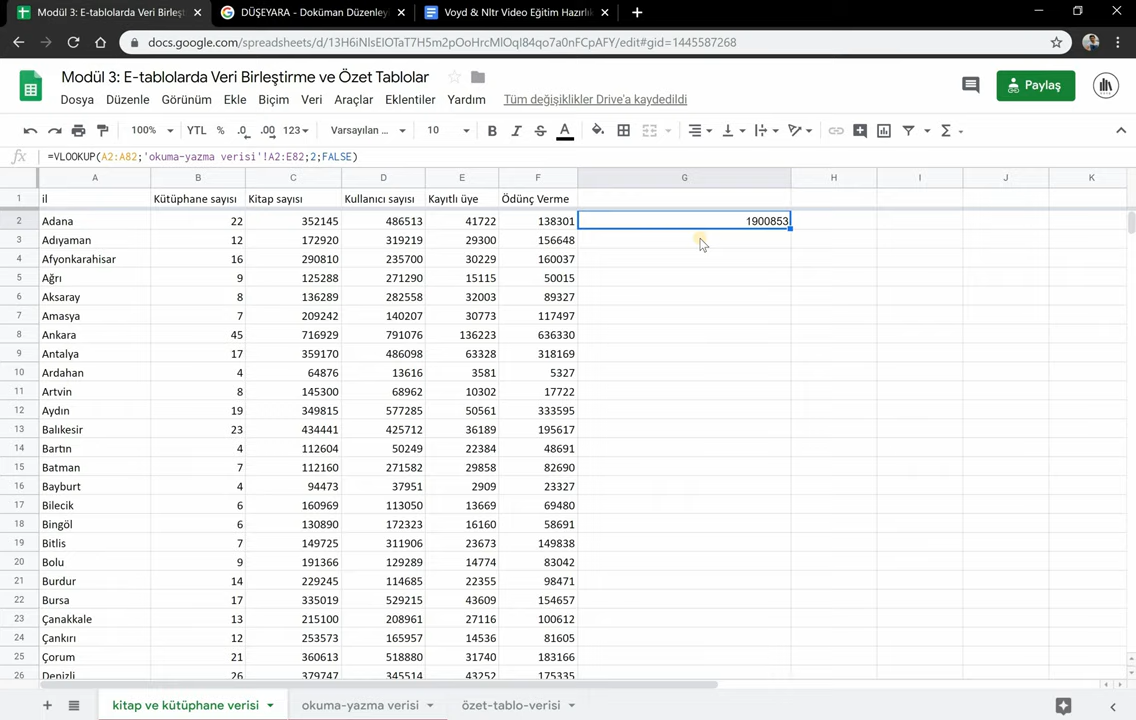 Modül 3: E-tablolarda Veri Birleşt
DÜŞEYARA - Doküman Düzenley
Voyd & Nltr Video Eğitim Hazırlık
docs.google.com/spreadsheets/d/13H6iNlsEIOTaT7H5m2pOoHrcMlOql84qo7a0nFCpAFY/edit#gid=1445587268
Modül 3: E-tablolarda Veri Birleştirme ve Özet Tablolar
Paylaş
Dosya Düzenle Görünüm Ekle Biçim Veri Araçlar Eklentiler Yardım Tüm değişiklikler Drive'a kaydedildi
100% YTL % .0 .00 123 Varsayılan ... 10 B I S A Σ
fx =VLOOKUP(A2:A82;'okuma-yazma verisi'!A2:E82;2;FALSE)
A B C D E F G H I J K
1 il Kütüphane sayısı Kitap sayısı Kullanıcı sayısı Kayıtlı üye Ödünç Verme
2 Adana 22 352145 486513 41722 138301 1900853
3 Adıyaman 12 172920 319219 29300 156648
4 Afyonkarahisar 16 290810 235700 30229 160037
5 Ağrı 9 125288 271290 15115 50015
6 Aksaray 8 136289 282558 32003 89327
7 Amasya 7 209242 140207 30773 117497
8 Ankara 45 716929 791076 136223 636330
9 Antalya 17 359170 486098 63328 318169
10 Ardahan 4 64876 13616 3581 5327
11 Artvin 8 145300 68962 10302 17722
12 Aydın 19 349815 577285 50561 333595
13 Balıkesir 23 434441 425712 36189 195617
14 Bartın 4 112604 50249 22384 48691
15 Batman 7 112160 271582 29858 82690
16 Bayburt 4 94473 37951 2909 23327
17 Bilecik 6 160969 113050 13669 69480
18 Bingöl 6 130890 172323 16160 58691
19 Bitlis 7 149725 311906 23673 149838
20 Bolu 9 191366 129289 14774 83042
21 Burdur 14 229245 114685 22355 98471
22 Bursa 17 335019 529215 43609 154657
23 Çanakkale 13 215100 208961 27116 100612
24 Çankırı 12 253573 165957 14536 81605
25 Çorum 21 360613 518880 31740 183166
26 Denizli 26 379747 345514 43252 175335
kitap ve kütüphane verisi okuma-yazma verisi özet-tablo-verisi